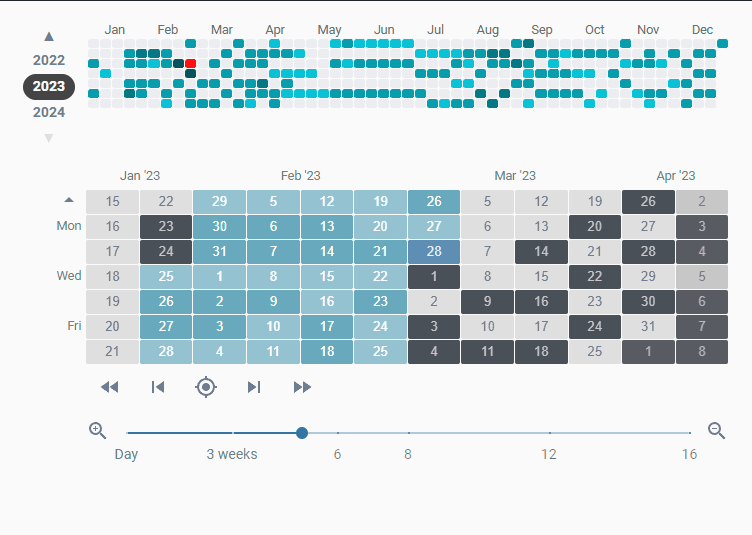 Jan Feb Mar Apr May Jun Jul Aug Sep Oct Nov Dec
2022
2023
2024
Jan '23 Feb '23 Mar '23 Apr '23
15 22 29 5 12 19 26 5 12 19 26 2
Mon 16 23 30 6 13 20 27 6 13 20 27 3
17 24 31 7 14 21 28 7 14 21 28 4
Wed 18 25 1 8 15 22 1 8 15 22 29 5
19 26 2 9 16 23 2 9 16 23 30 6
Fri 20 27 3 10 17 24 3 10 17 24 31 7
21 28 4 11 18 25 4 11 18 25 1 8
Day 3 weeks 6 8 12 16